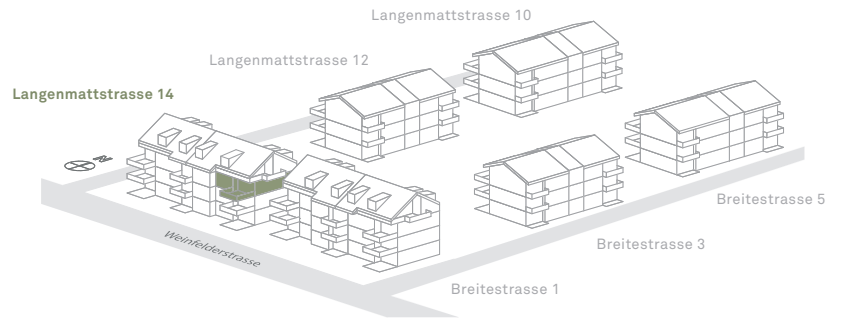 Langenmattstrasse 10
Langenmattstrasse 12
Langenmattstrasse 14
N
Breitestrasse 5
Weinfelderstrasse
Breitestrasse 3
Breitestrasse 1